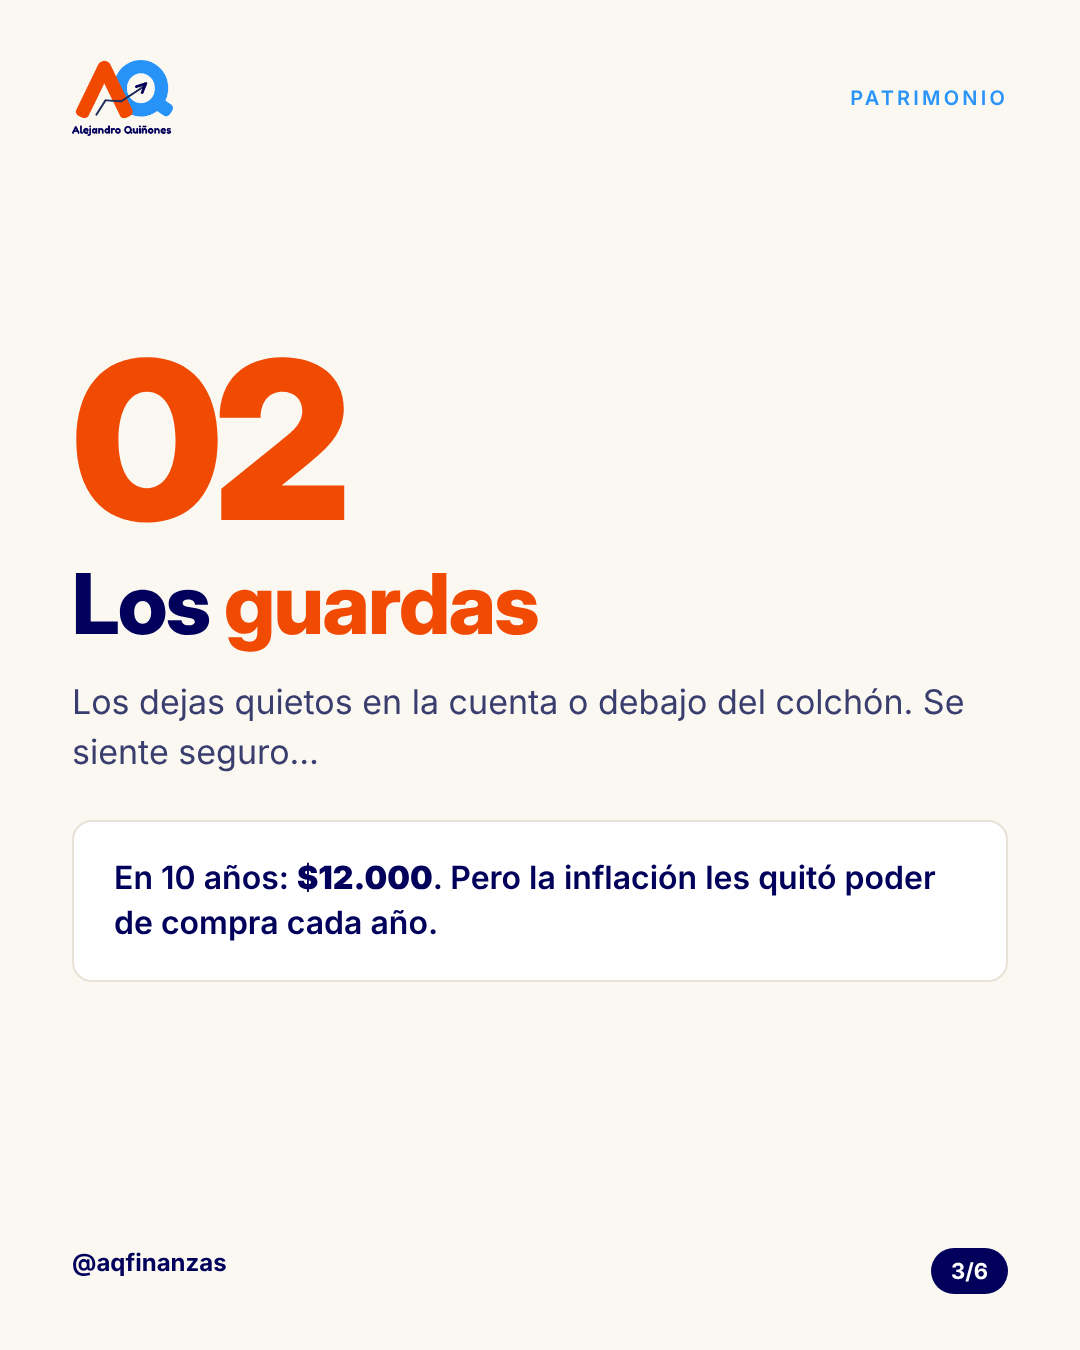 AQ
Alejandro Quiñones
PATRIMONIO
02
Los guardas
Los dejas quietos en la cuenta o debajo del colchón. Se
siente seguro...
En 10 años: $12.000. Pero la inflación les quitó poder
de compra cada año.
@aqfinanzas
3/6